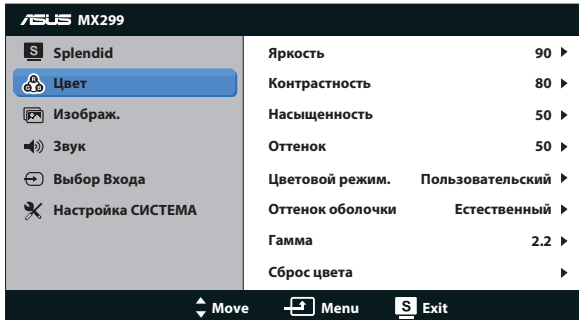 ASUS MX299
S Splendid
Цвет
Изображ.
Звук
Выбор Входа
Настройка СИСТЕМА
Яркость 90
Контрастность 80
Насыщенность 50
Оттенок 50
Цветовой режим. Пользовательский
Оттенок оболочки Естественный
Гамма 2.2
Сброс цвета
Move Menu S Exit